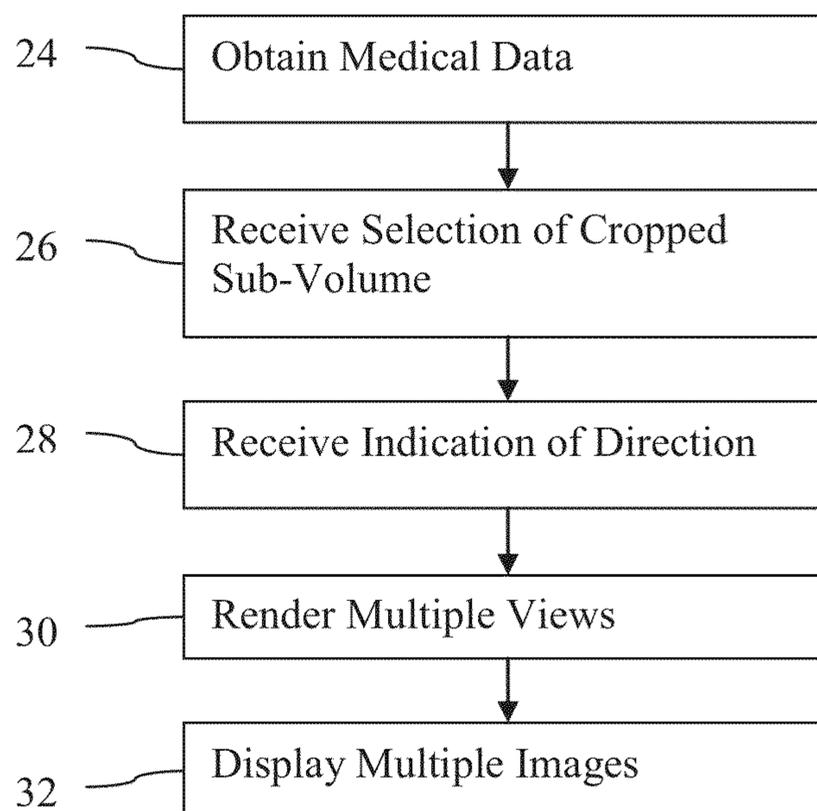 24 Obtain Medical Data
26 Receive Selection of Cropped
Sub-Volume
28 Receive Indication of Direction
30 Render Multiple Views
32 Display Multiple Images